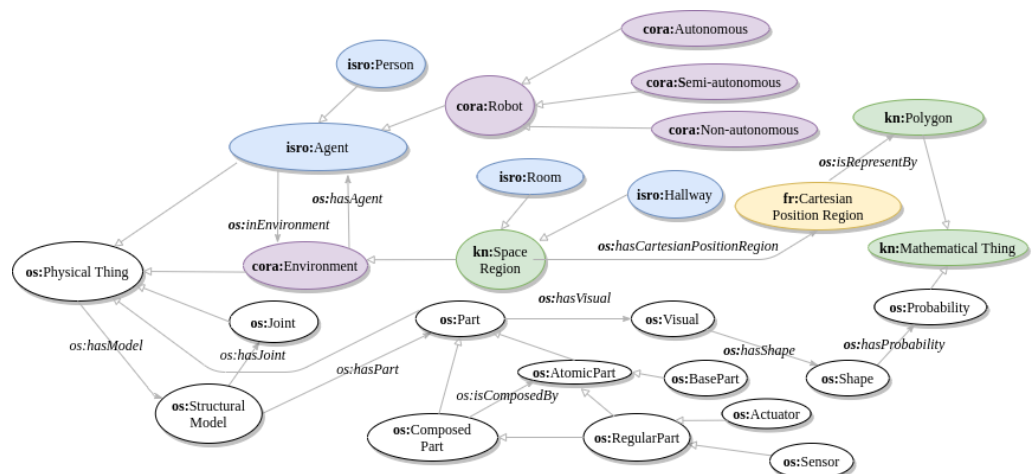 cora:Autonomous
isro:Person
cora:Semi-autonomous
cora:Robot
kn:Polygon
cora:Non-autonomous
isro:Agent
os:isRepresentBy
isro:Room
os:hasAgent
isro:Hallway
fr:Cartesian
Position Region
os:inEnvironment
os:hasCartesianPositionRegion
kn:Mathematical Thing
kn:Space
Region
cora:Environment
os:Physical Thing
os:hasVisual
os:Probability
os:Joint
os:Part
os:Visual
os:hasModel
os:hasJoint
os:hasShape
os:hasProbability
os:hasPart
os:AtomicPart
os:BasePart
os:Shape
os:isComposedBy
os:Structural
Model
os:Actuator
os:Composed
Part
os:RegularPart
os:Sensor